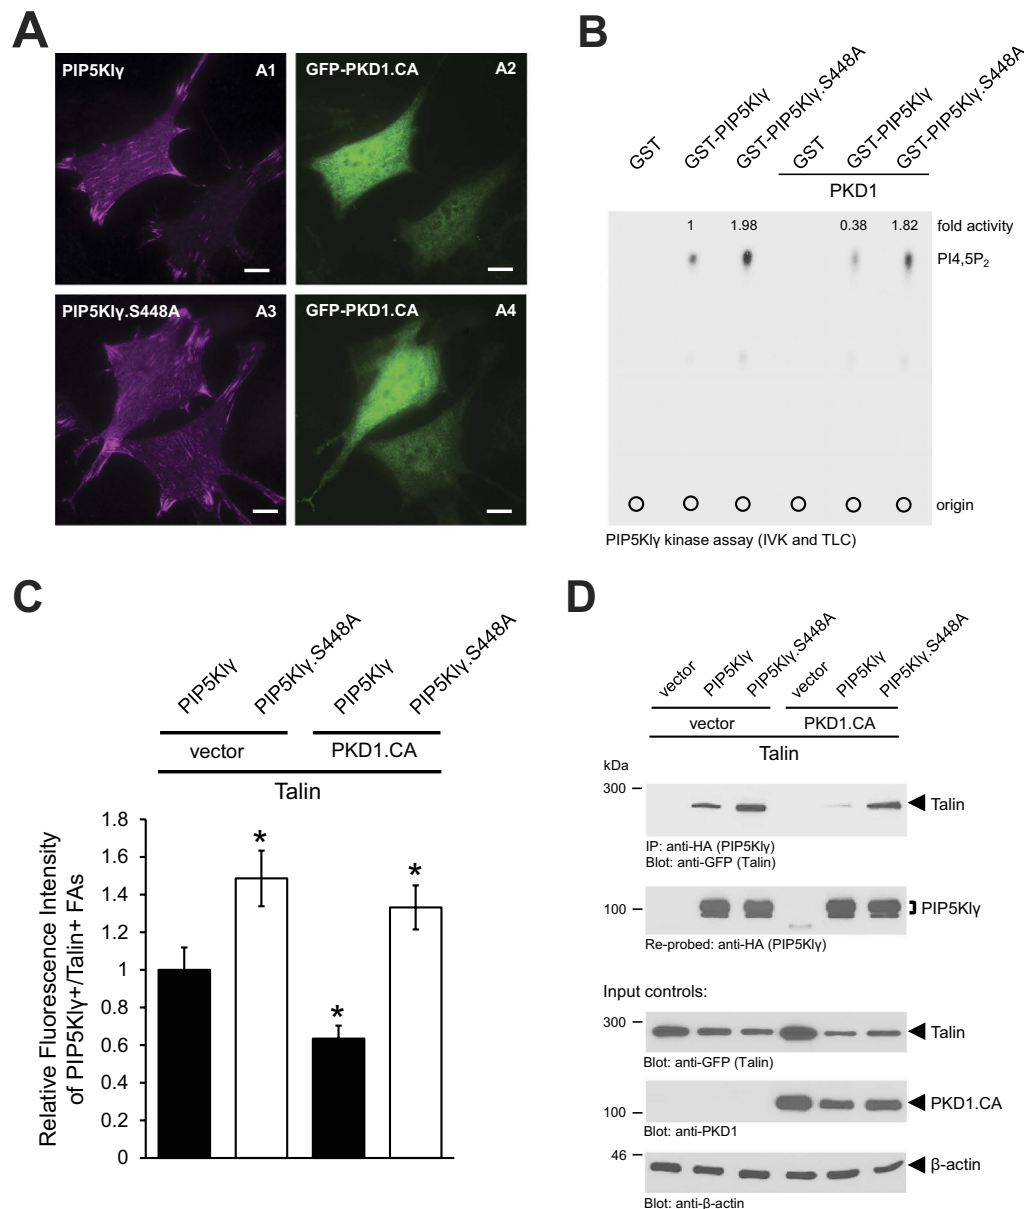 A
PIP5KIγ A1
GFP-PKD1.CA A2
PIP5KIγ.S448A A3
GFP-PKD1.CA A4
B
GST
GST-PIP5KIγ
GST-PIP5KIγ.S448A
GST
GST-PIP5KIγ
GST-PIP5KIγ.S448A
PKD1
1 1.98 0.38 1.82 fold activity
PI4,5P₂
origin
PIP5KIγ kinase assay (IVK and TLC)
C
PIP5KIγ
PIP5KIγ.S448A
PIP5KIγ
PIP5KIγ.S448A
vector PKD1.CA
Talin
Relative Fluorescence Intensity
of PIP5KIγ+/Talin+ FAs
1.8
1.6
1.4
1.2
1
0.8
0.6
0.4
0.2
0
* * *
D
vector
PIP5KIγ
PIP5KIγ.S448A
vector
PIP5KIγ
PIP5KIγ.S448A
vector PKD1.CA
Talin
kDa
300
Talin
IP: anti-HA (PIP5KIγ)
Blot: anti-GFP (Talin)
100
PIP5KIγ
Re-probed: anti-HA (PIP5KIγ)
Input controls:
300
Talin
Blot: anti-GFP (Talin)
PKD1.CA
100
Blot: anti-PKD1
46
β-actin
Blot: anti-β-actin